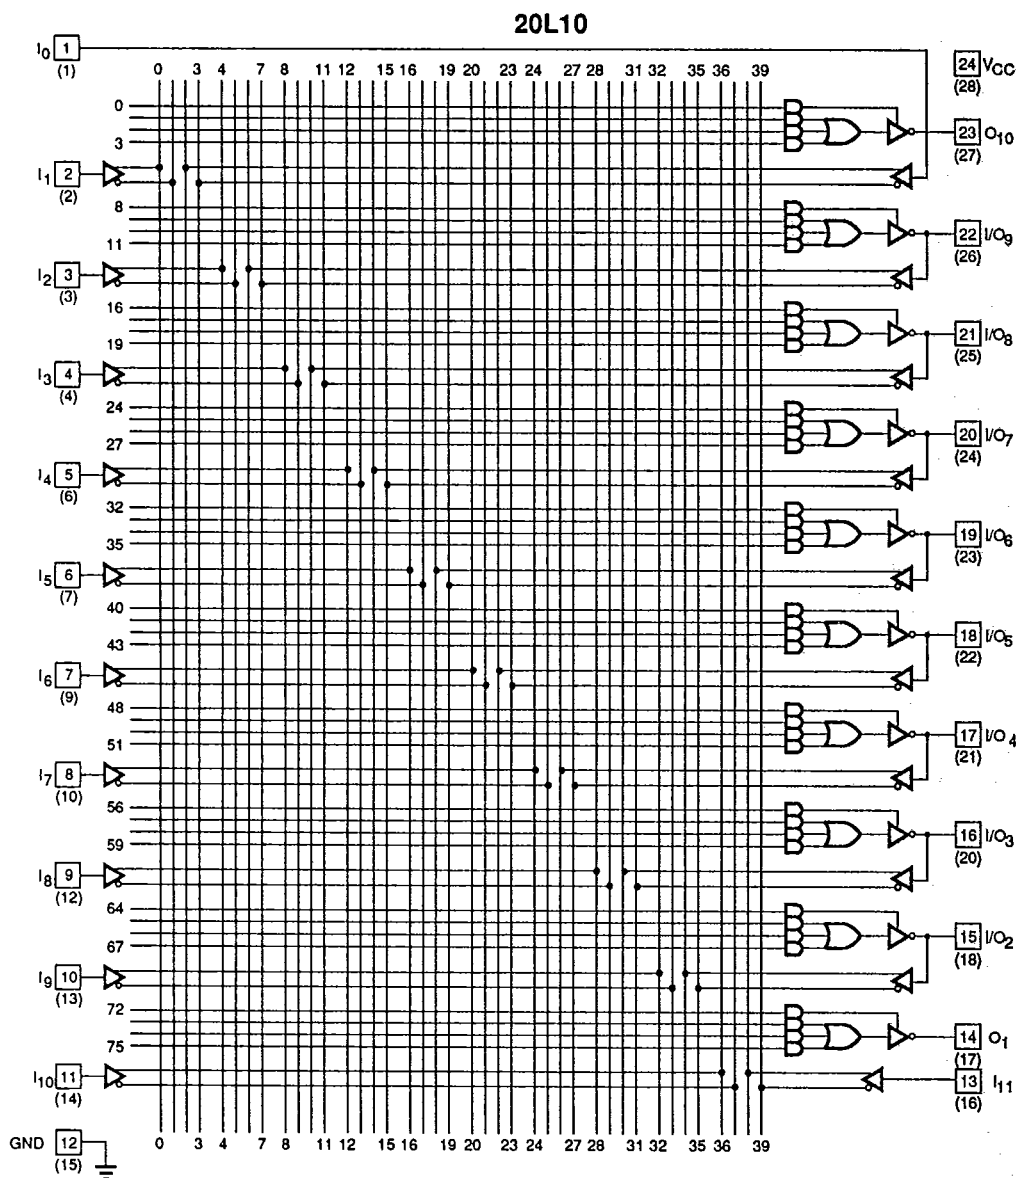 20L10
I0 1
(1)
0 3 4 7 8 11 12 15 16 19 20 23 24 27 28 31 32 35 36 39
24 VCC
(28)
0
3
23 O10
(27)
I1 2
(2)
8
11
22 I/O9
(26)
I2 3
(3)
16
19
21 I/O8
(25)
I3 4
(4)
24
27
20 I/O7
(24)
I4 5
(6)
32
35
19 I/O6
(23)
I5 6
(7)
40
43
18 I/O5
(22)
I6 7
(9)
48
51
17 I/O4
(21)
I7 8
(10)
56
59
16 I/O3
(20)
I8 9
(12)
64
67
15 I/O2
(18)
I9 10
(13)
72
75
14 O1
(17)
I10 11
(14)
13 I11
(16)
GND 12
(15)
0 3 4 7 8 11 12 15 16 19 20 23 24 27 28 31 32 35 36 39